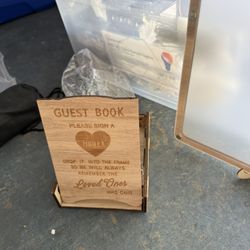 GUEST BOOK
PLEASE SIGN A
Heart
DROP IT INTO THE FRAME
SO WE WILL ALWAYS
REMEMBER THE
Loved Ones
WHO CAME